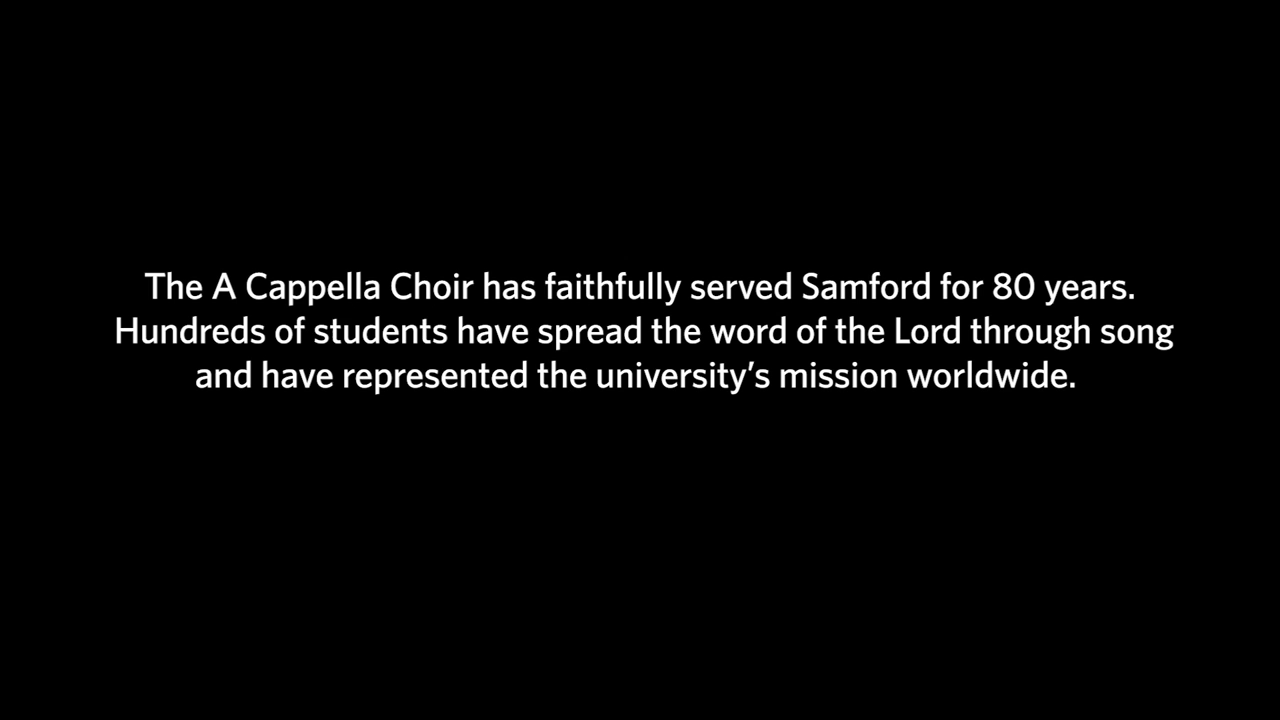 The A Cappella Choir has faithfully served Samford for 80 years.
Hundreds of students have spread the word of the Lord through song
and have represented the university’s mission worldwide.